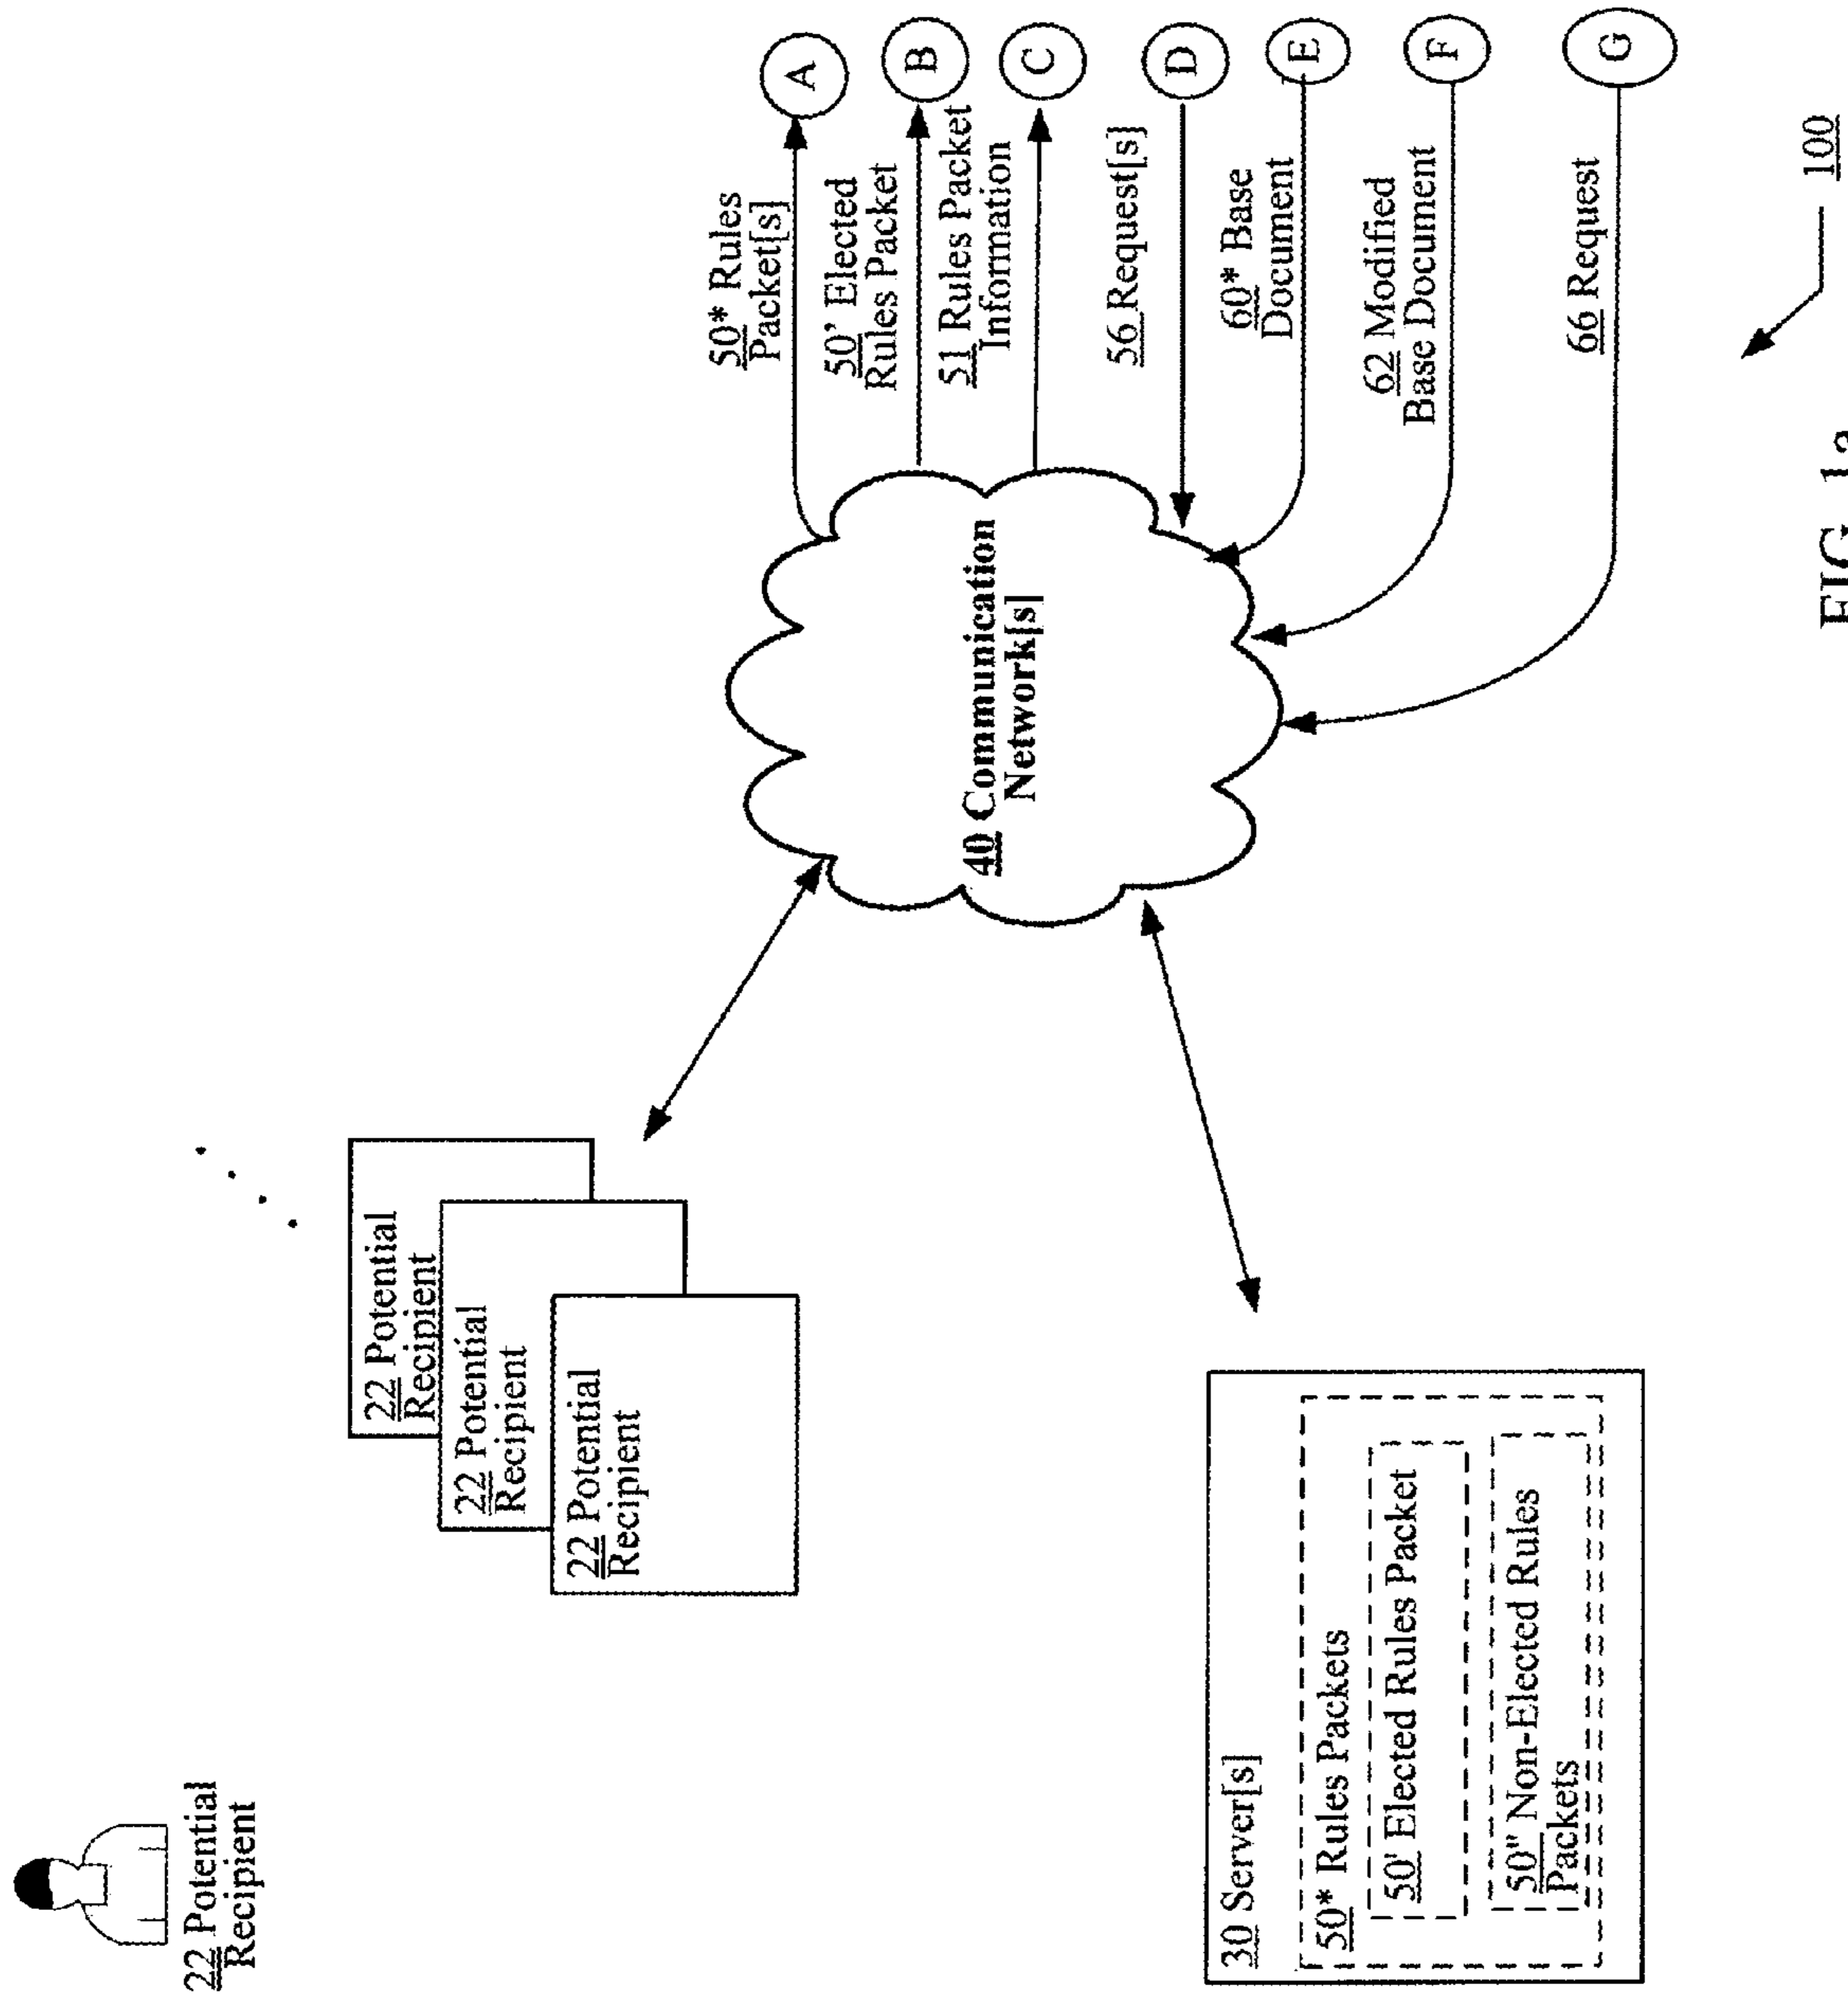 22 Potential
Recipient
22 Potential
Recipient
22 Potential
Recipient
22 Potential
Recipient
30 Server[s]
50* Rules Packets
50' Elected Rules Packet
50" Non-Elected Rules
Packets
40 Communication
Network[s]
50* Rules
Packet[s]
50’ Elected
Rules Packet
51 Rules Packet
Information
56 Request[s]
60* Base
Document
62 Modified
Base Document
66 Request
A
B
C
D
E
F
G
100
FIG. 1a